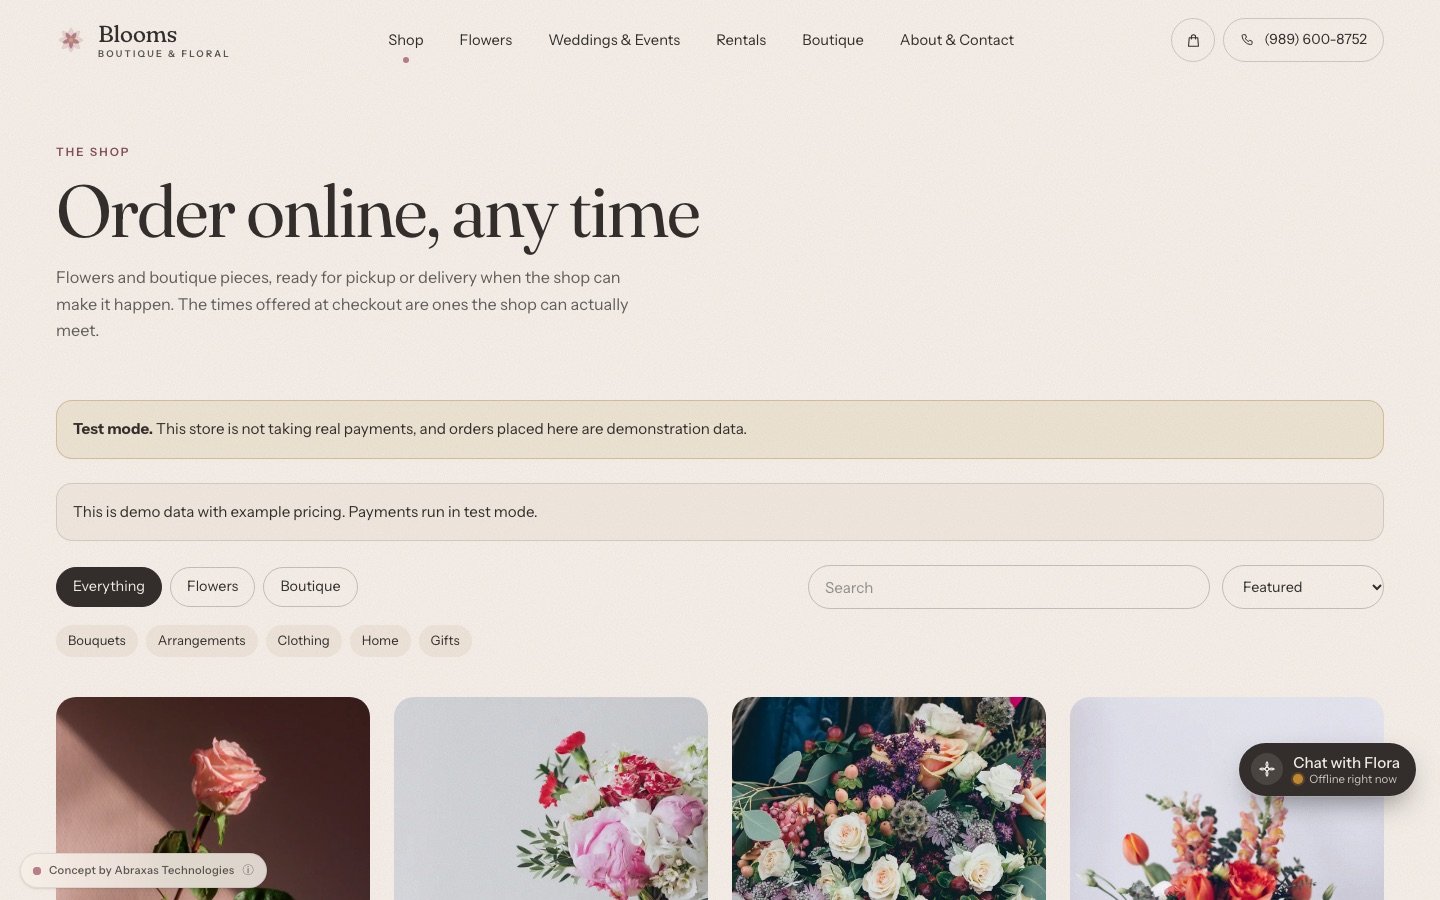 Blooms
BOUTIQUE & FLORAL
Shop
Flowers
Weddings & Events
Rentals
Boutique
About & Contact
(989) 600-8752
THE SHOP
Order online, any time
Flowers and boutique pieces, ready for pickup or delivery when the shop can
make it happen. The times offered at checkout are ones the shop can actually
meet.
Test mode. This store is not taking real payments, and orders placed here are demonstration data.
This is demo data with example pricing. Payments run in test mode.
Everything
Flowers
Boutique
Search
Featured
Bouquets
Arrangements
Clothing
Home
Gifts
Chat with Flora
Offline right now
Concept by Abraxas Technologies ⓘ